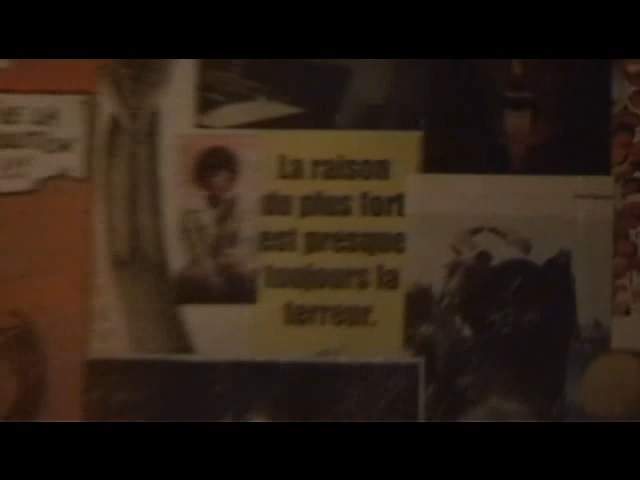 La raison
du plus fort
est presque
toujours la
terreur.